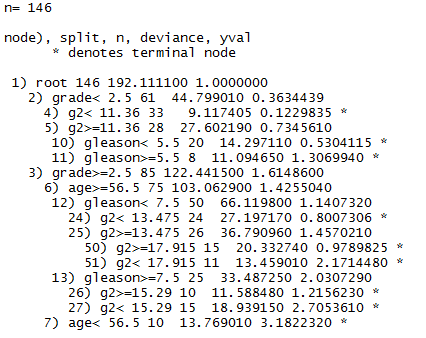 n= 146
node), split, n, deviance, yval
* denotes terminal node
1) root 146 192.111100 1.0000000
2) grade< 2.5 61 44.799010 0.3634439
4) g2< 11.36 33 9.117405 0.1229835 *
5) g2>=11.36 28 27.602190 0.7345610
10) gleason< 5.5 20 14.297110 0.5304115 *
11) gleason>=5.5 8 11.094650 1.3069940 *
3) grade>=2.5 85 122.441500 1.6148600
6) age>=56.5 75 103.062900 1.4255040
12) gleason< 7.5 50 66.119800 1.1407320
24) g2< 13.475 24 27.197170 0.8007306 *
25) g2>=13.475 26 36.790960 1.4570210
50) g2>=17.915 15 20.332740 0.9789825 *
51) g2< 17.915 11 13.459010 2.1714480 *
13) gleason>=7.5 25 33.487250 2.0307290
26) g2>=15.29 10 11.588480 1.2156230 *
27) g2< 15.29 15 18.939150 2.7053610 *
7) age< 56.5 10 13.769010 3.1822320 *